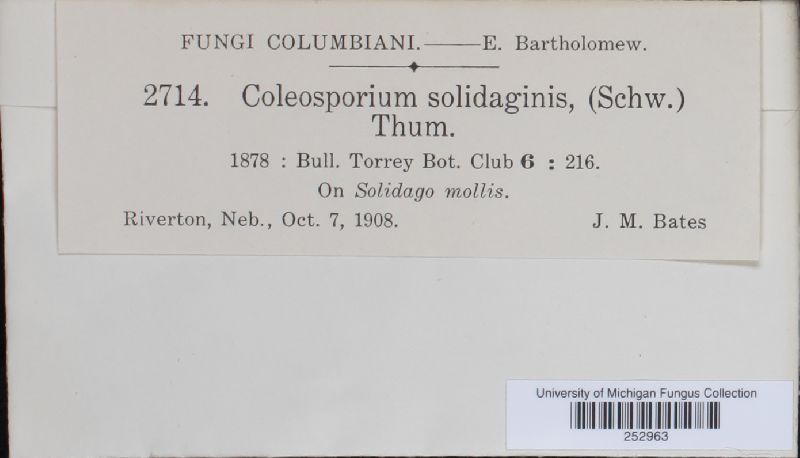 FUNGI COLUMBIANI.——E. Bartholomew.
2714. Coleosporium solidaginis, (Schw.)
Thum.
1878 : Bull. Torrey Bot. Club 6 : 216.
On Solidago mollis.
Riverton, Neb., Oct. 7, 1908. J. M. Bates
University of Michigan Fungus Collection
252963